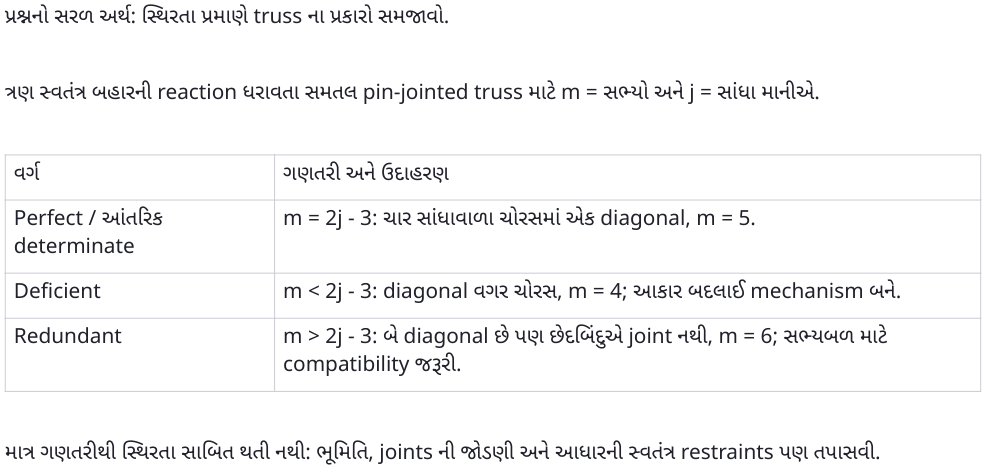 પ્રશ્નનો સરળ અર્થ: સ્થિરતા પ્રમાણે truss ના પ્રકારો સમજાવો.
ત્રણ સ્વતંત્ર બહારની reaction ધરાવતા સમતલ pin-jointed truss માટે m = સભ્યો અને j = સાંધા માનીએ.
વર્ગ
ગણતરી અને ઉદાહરણ
Perfect / આંતરિક
determinate
m = 2j - 3: ચાર સાંધાવાળા ચોરસમાં એક diagonal, m = 5.
Deficient
m < 2j - 3: diagonal વગર ચોરસ, m = 4; આકાર બદલાઈ mechanism બને.
Redundant
m > 2j - 3: બે diagonal છે પણ છેદબિંદુએ joint નથી, m = 6; સભ્યબળ માટે
compatibility જરૂરી.
માત્ર ગણતરીથી સ્થિરતા સાબિત થતી નથી: ભૂમિતિ, joints ની જોડણી અને આધારની સ્વતંત્ર restraints પણ તપાસવી.